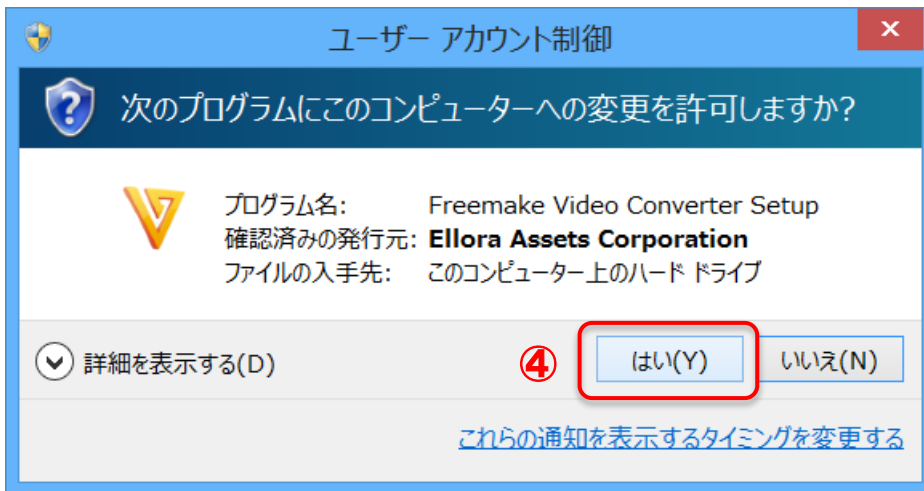 ユーザー アカウント制御
次のプログラムにこのコンピューターへの変更を許可しますか?
プログラム名: Freemake Video Converter Setup
確認済みの発行元: Ellora Assets Corporation
ファイルの入手先: このコンピューター上のハード ドライブ
詳細を表示する(D) ④ はい(Y) いいえ(N)
これらの通知を表示するタイミングを変更する